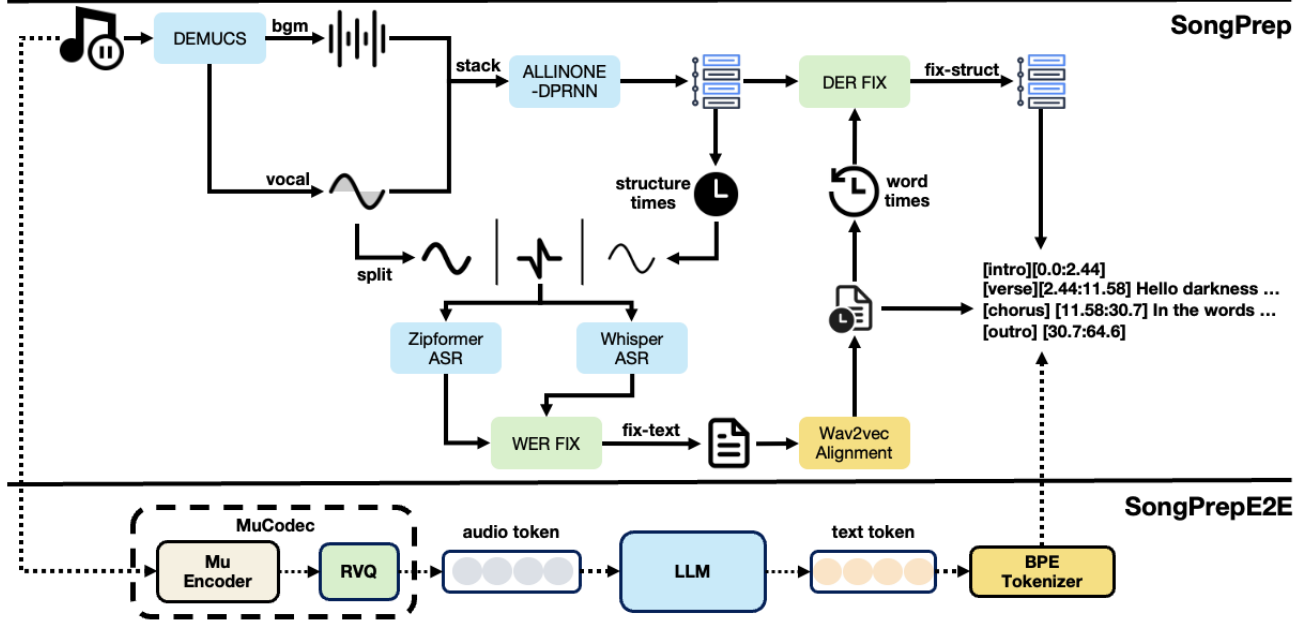 SongPrep
DEMUCS
bgm
stack
ALLINONE
-DPRNN
DER FIX
fix-struct
vocal
structure
times
word
times
split
[intro][0.0:2.44]
[verse][2.44:11.58] Hello darkness ...
[chorus] [11.58:30.7] In the words ...
[outro] [30.7:64.6]
Zipformer
ASR
Whisper
ASR
WER FIX
fix-text
Wav2vec
Alignment
SongPrepE2E
MuCodec
Mu
Encoder
RVQ
audio token
LLM
text token
BPE
Tokenizer